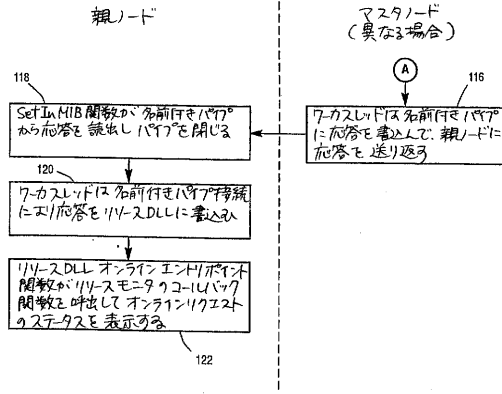 親ノード
マスタノード
(異なる場合)
A
116
ワーカスレッドは名前付きパイプ
に応答を書込んで、親ノードに
応答を送り返す
118
SetInMIB関数が名前付きパイプ
から応答を読出しパイプを閉じる
120
ワーカスレッドは名前付きパイプ接続
により応答をリリースDLLに書込む
リリースDLLオンラインエントリポイント
関数がリリースモニタのコールバック
関数を呼出してオンラインリクエスト
のステータスを表示する
122